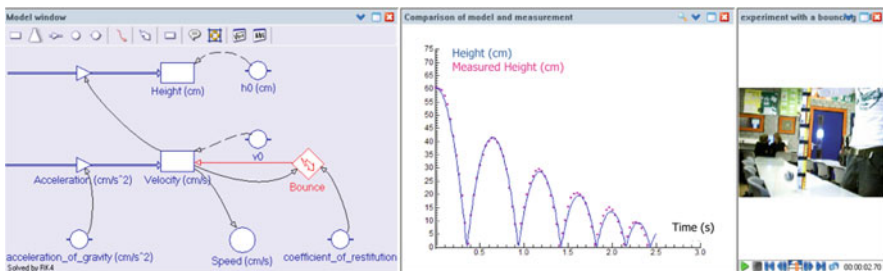 Model window
Height (cm)
h0 (cm)
v0
Acceleration (cm/s^2)
Velocity (cm/s)
Bounce
acceleration_of_gravity (cm/s^2)
Speed (cm/s)
coefficient_of_restitution
Solved by RK4
Comparison of model and measurement
Height (cm)
Measured Height (cm)
75
70
65
60
55
50
45
40
35
30
25
20
15
10
5
0
Time (s)
0.5
1.0
1.5
2.0
2.5
3.0
experiment with a bouncing
00:00:02.70